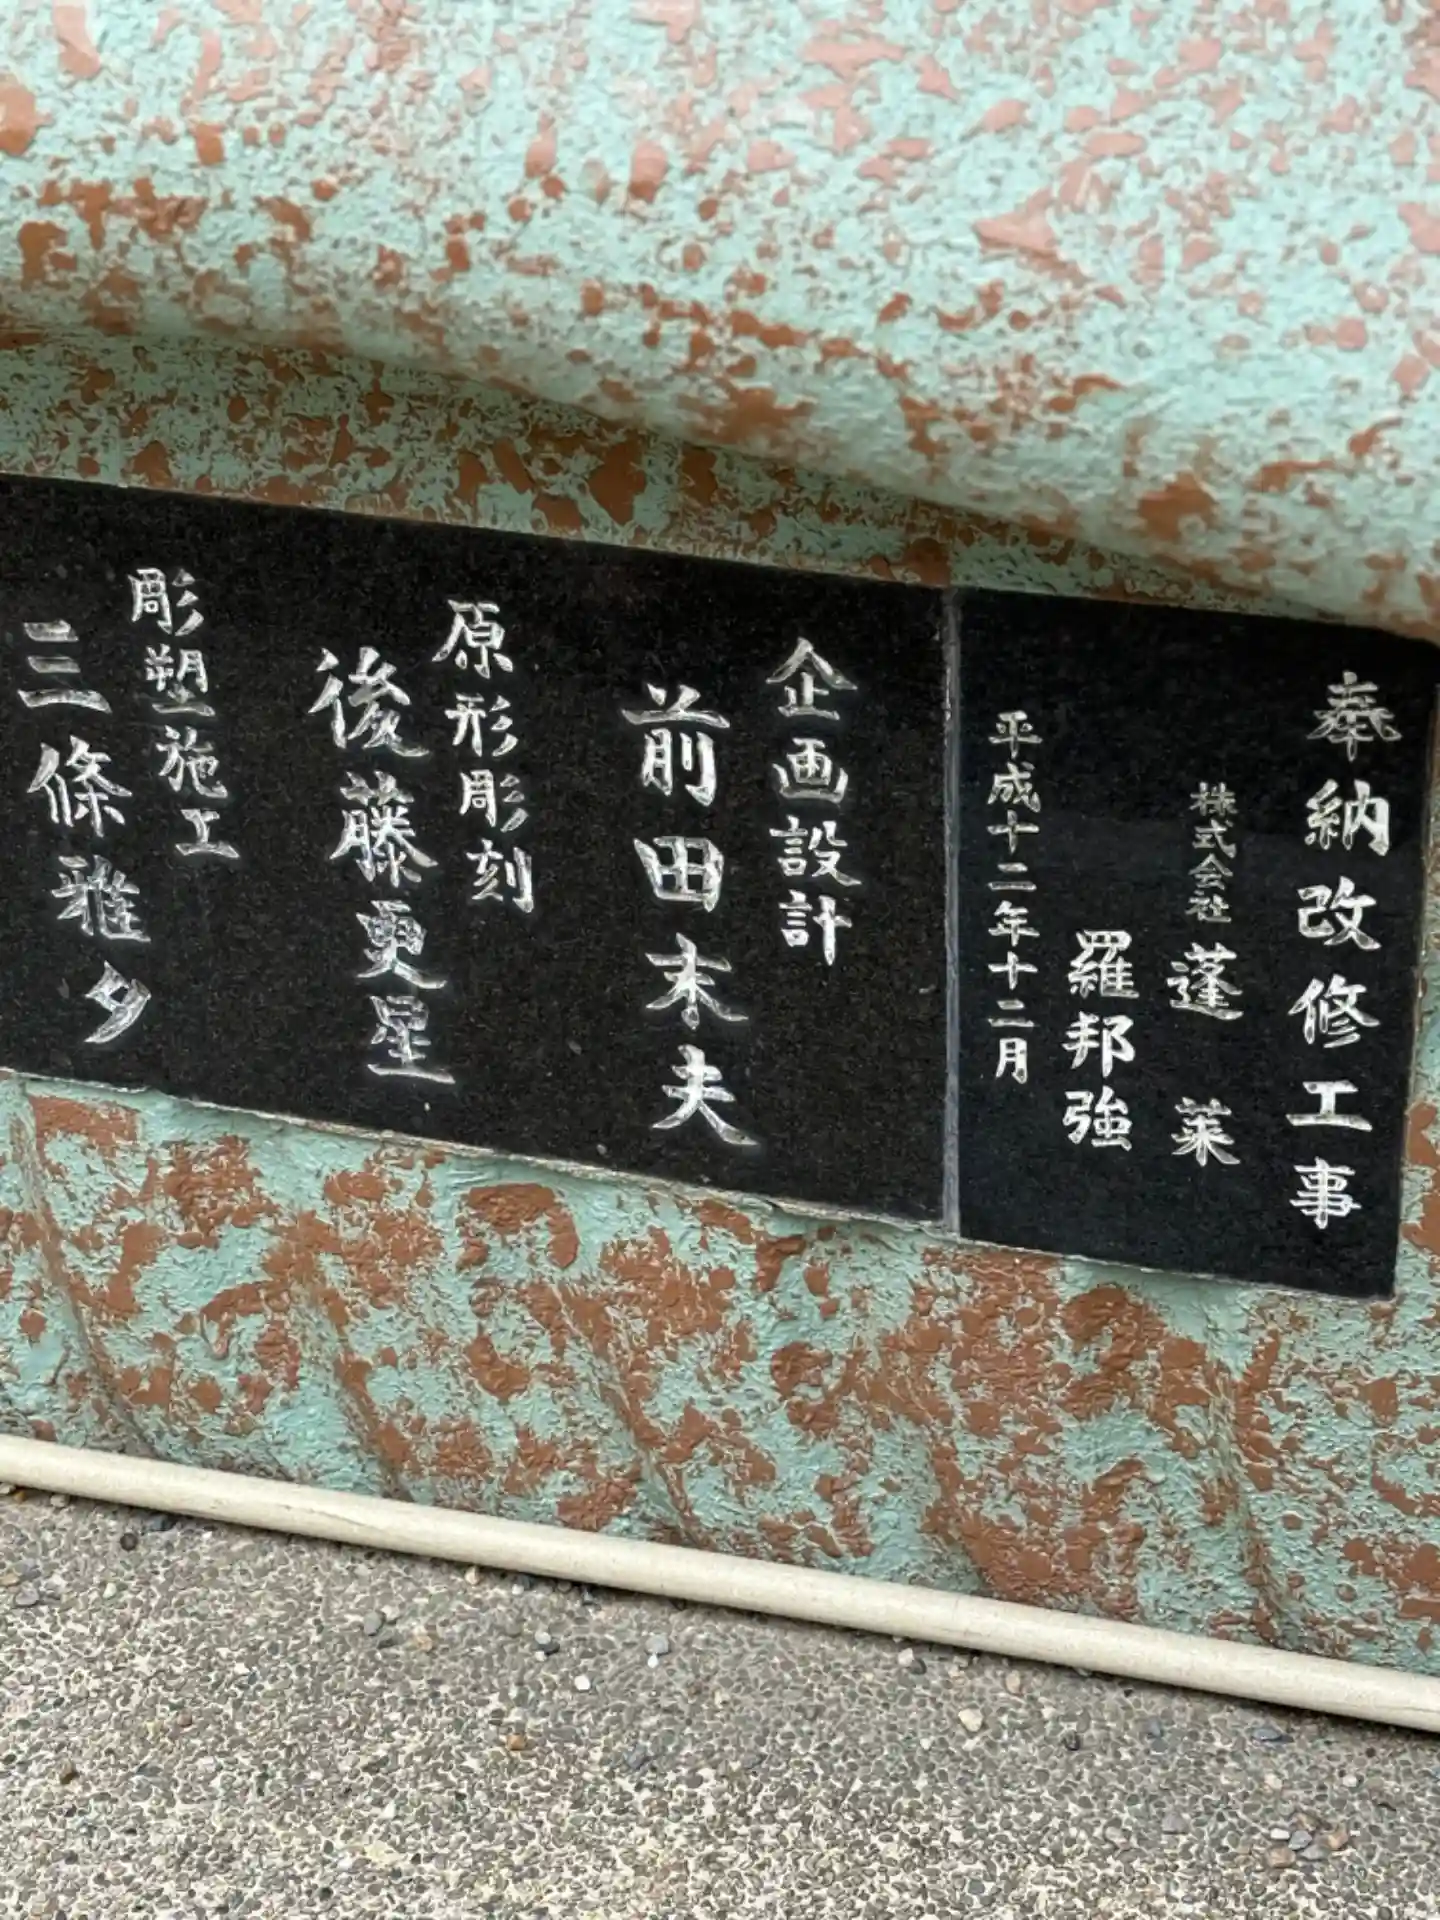 奉納改修工事
株式会社 蓬莱
羅邦強
平成十二年十二月
企画設計
前田末夫
原形彫刻
後藤更星
彫塑施工
三條雅夕